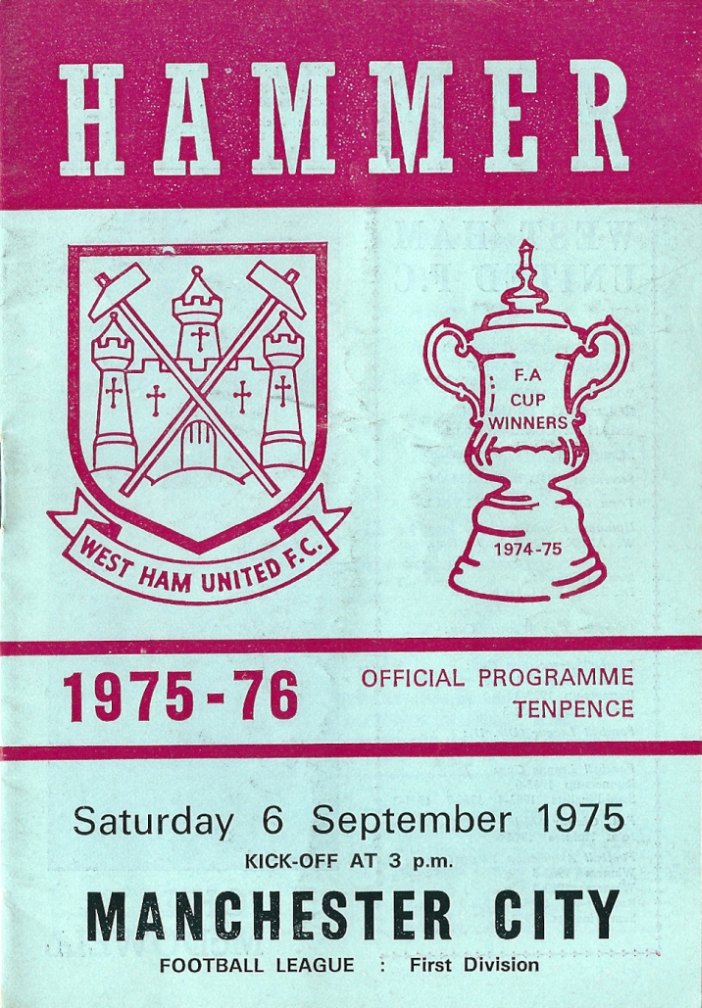 HAMMER
F.A
CUP
WINNERS
1974-75
WEST HAM UNITED F.C.
1975-76
OFFICIAL PROGRAMME
TENPENCE
Saturday 6 September 1975
KICK-OFF AT 3 p.m.
MANCHESTER CITY
FOOTBALL LEAGUE : First Division